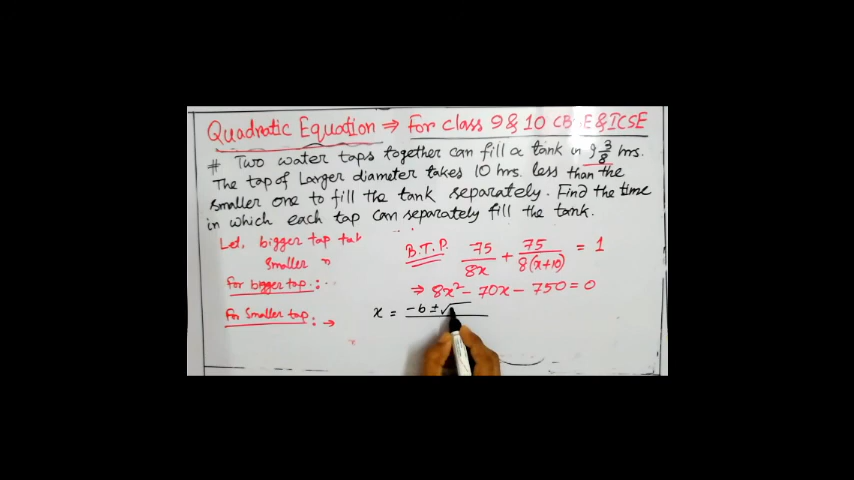 Quadratic Equation ⇒ For class 9 & 10 CBSE & ICSE
# Two water taps together can fill a tank in 9 3/8 hrs.
The tap of Larger diameter takes 10 hrs. less than the
smaller one to fill the tank separately. Find the time
in which each tap can separately fill the tank.
Let, bigger tap
Smaller "
For bigger tap :
For Smaller tap : →
B.T.P. 75/8x + 75/8(x+10) = 1
⇒ 8x² - 70x - 750 = 0
x = -b ± √